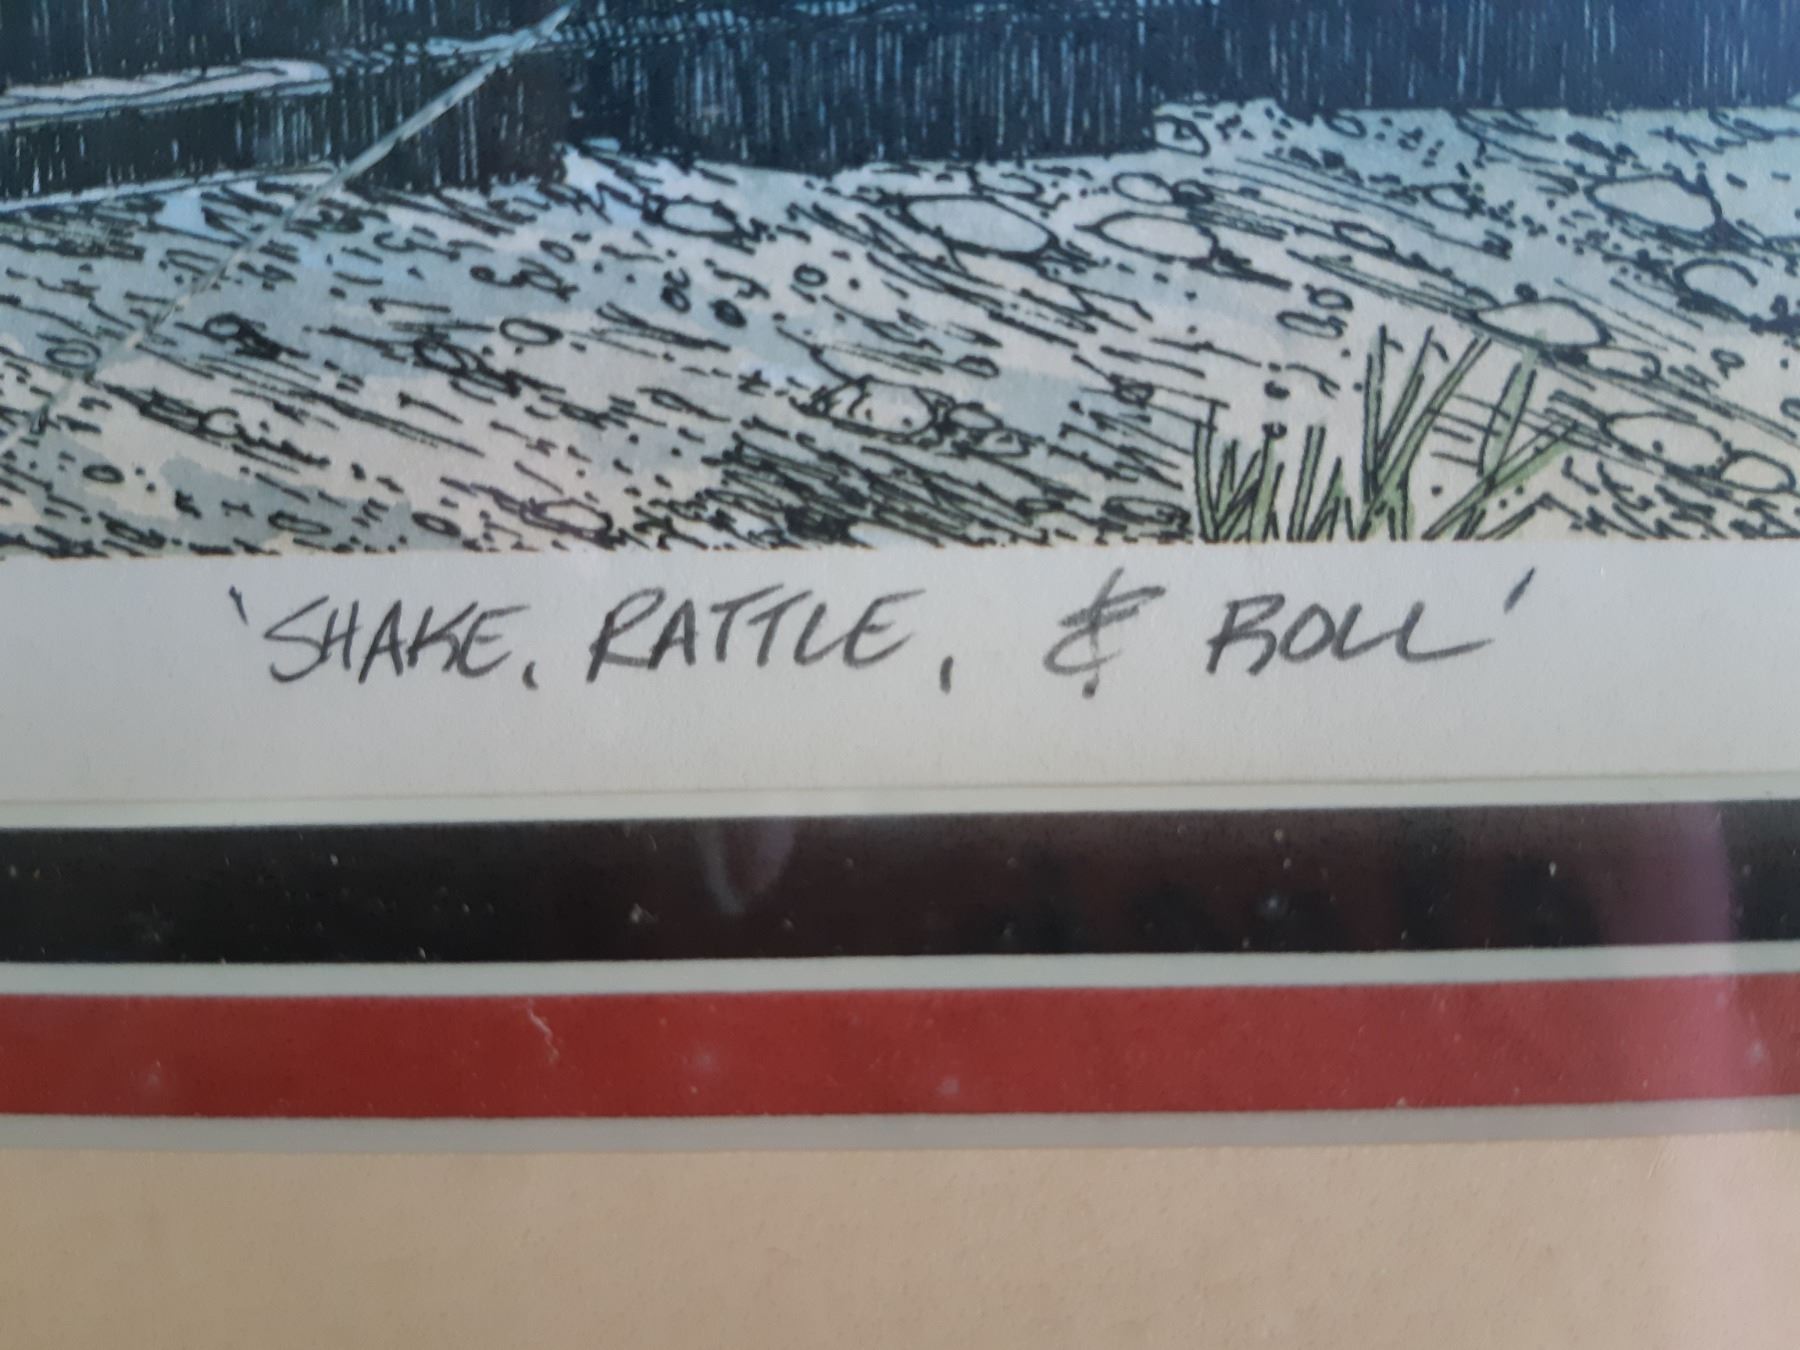 'SHAKE, RATTLE, & ROLL'